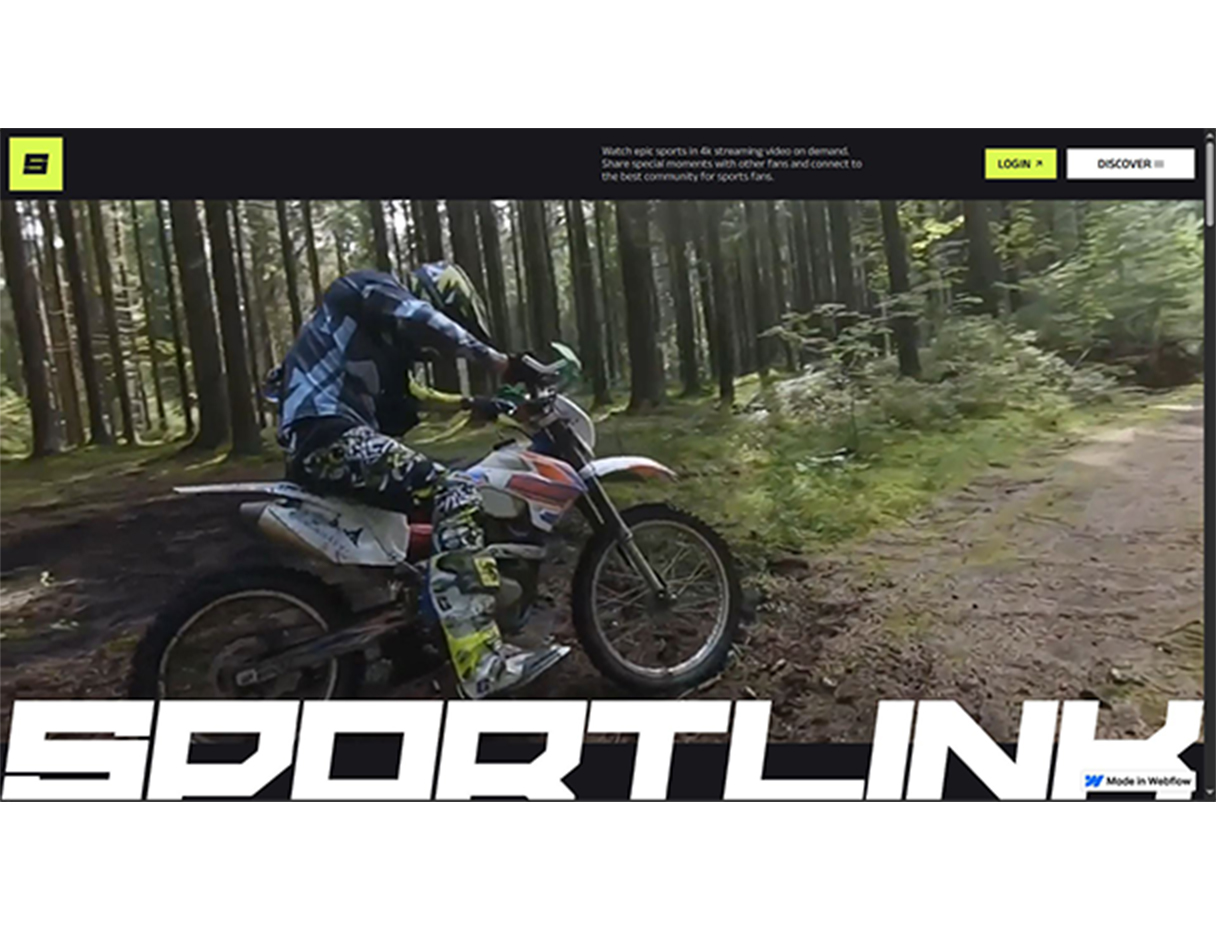 S
Watch epic sports in 4k streaming video on demand.
Share special moments with other fans and connect to
the best community for sports fans.
LOGIN
DISCOVER
SPORTLINK
Made in Webflow